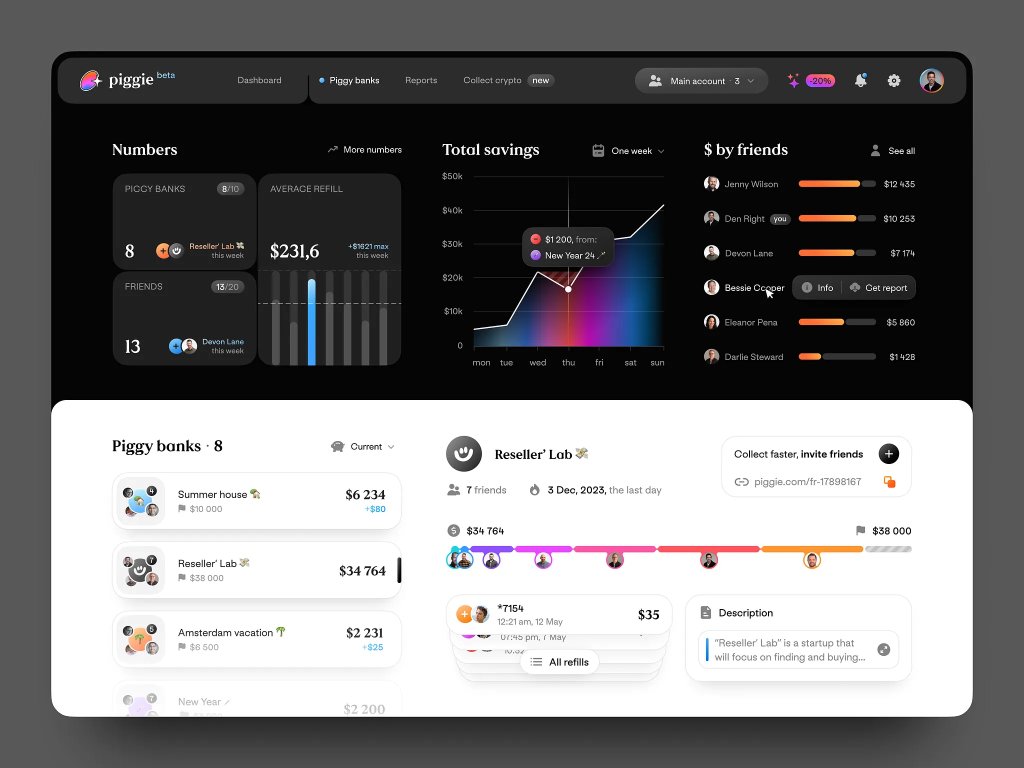 piggie beta
Dashboard
Piggy banks
Reports
Collect crypto new
Main account · 3
-20%
Numbers
More numbers
PICCY BANKS 8/10
8
Reseller' Lab 💸
this week
AVERAGE REFILL
$231,6
+$1621 max
this week
FRIENDS 13/20
13
Devon Lane
this week
Total savings
One week
$50k
$40k
$30k
$20k
$10k
0
$1 200, from:
New Year 24
mon tue wed thu fri sat sun
$ by friends
See all
Jenny Wilson $12 435
Den Right you $10 253
Devon Lane $7 174
Bessie Cooper Info Get report
Eleanor Pena $5 860
Darlie Steward $1 428
Piggy banks · 8
Current
4
Summer house
$10 000
$6 234
+$80
7
Reseller' Lab 💸
$38 000
$34 764
5
Amsterdam vacation 🌴
$6 500
$2 231
+$25
7
New Year
$2 200
Reseller' Lab 💸
7 friends
3 Dec, 2023, the last day
Collect faster, invite friends
piggie.com/fr-17898167
$34 764
$38 000
*7154
12:21 am, 12 May
$35
07:45 pm, 7 May
All refills
Description
"Reseller' Lab" is a startup that
will focus on finding and buying...